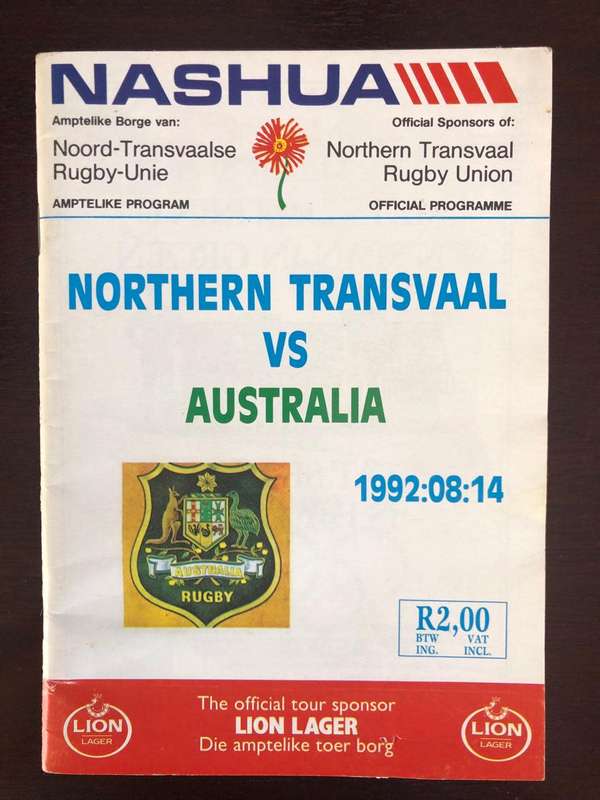 NASHUA
Amptelike Borge van:
Noord-Transvaalse
Rugby-Unie
AMPTELIKE PROGRAM
Official Sponsors of:
Northern Transvaal
Rugby Union
OFFICIAL PROGRAMME
NORTHERN TRANSVAAL
VS
AUSTRALIA
1992:08:14
AUSTRALIA
RUGBY
R2,00
BTW VAT
ING. INCL.
LION
LAGER
The official tour sponsor
LION LAGER
Die amptelike toer borg
LION
LAGER